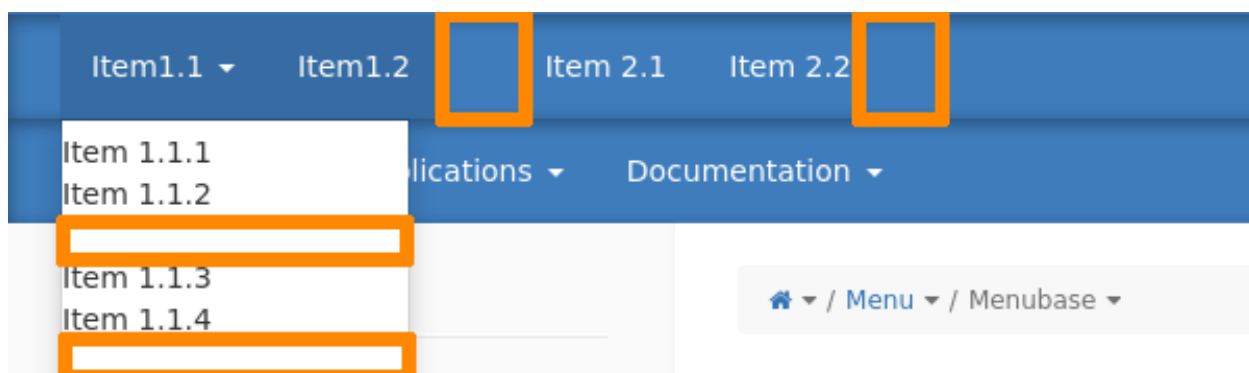 Item1.1 Item1.2 Item 2.1 Item 2.2
Item 1.1.1
Item 1.1.2
lications Documentation
Item 1.1.3
Item 1.1.4
/ Menu / Menubase